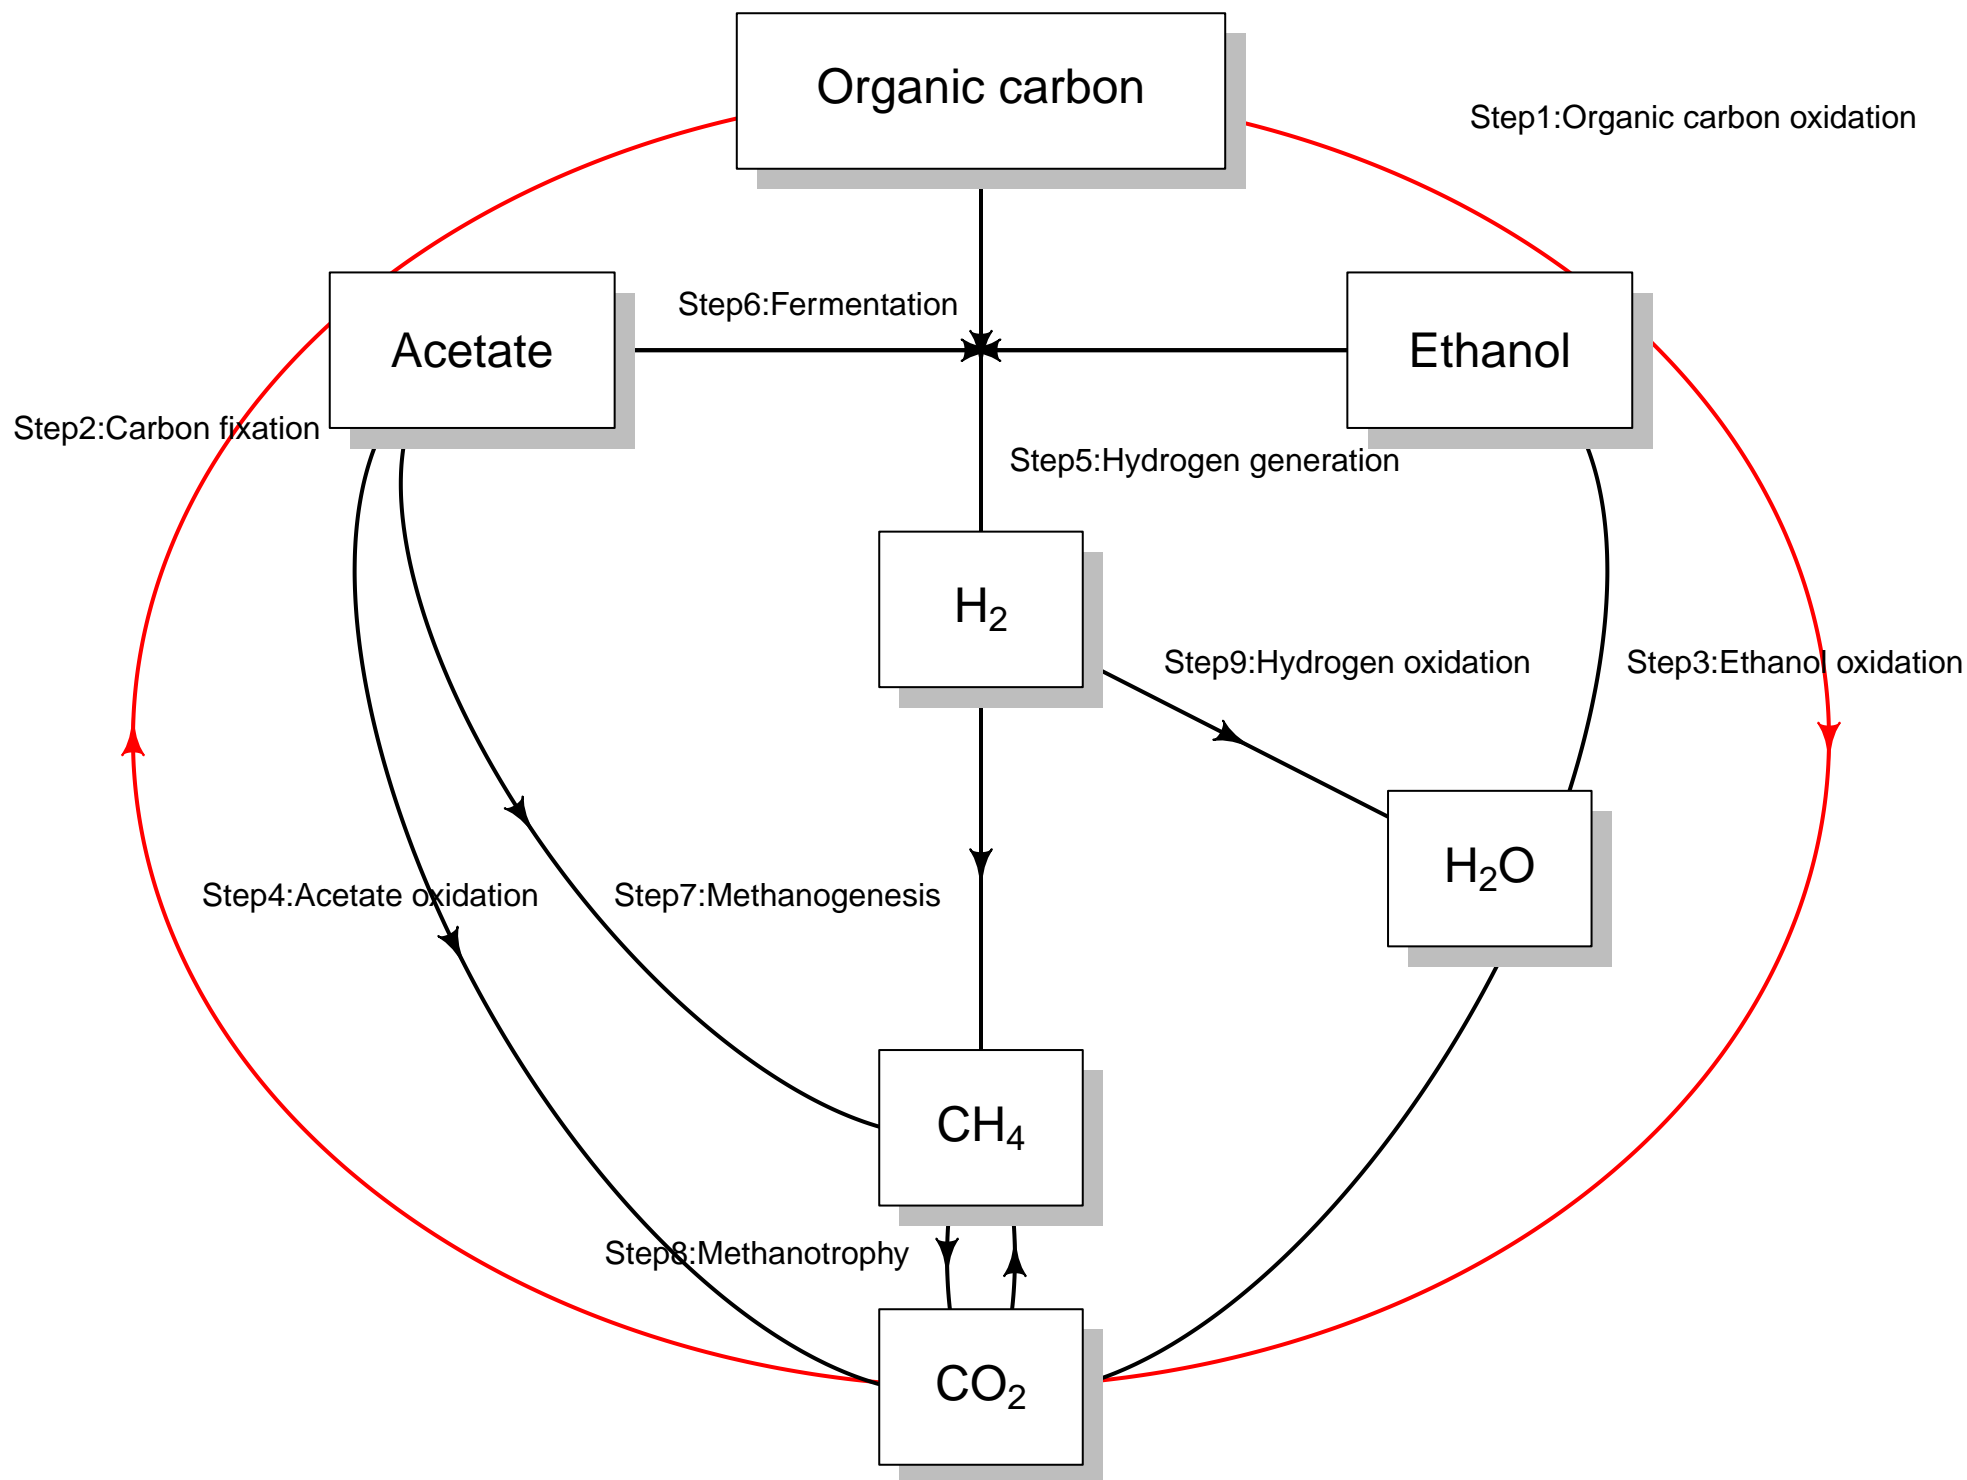 Organic carbon
Step1:Organic carbon oxidation
Step6:Fermentation
Acetate
Ethanol
Step2:Carbon fixation
Step5:Hydrogen generation
H₂
Step9:Hydrogen oxidation
Step3:Ethanol oxidation
H₂O
Step4:Acetate oxidation
Step7:Methanogenesis
CH₄
Step8:Methanotrophy
CO₂